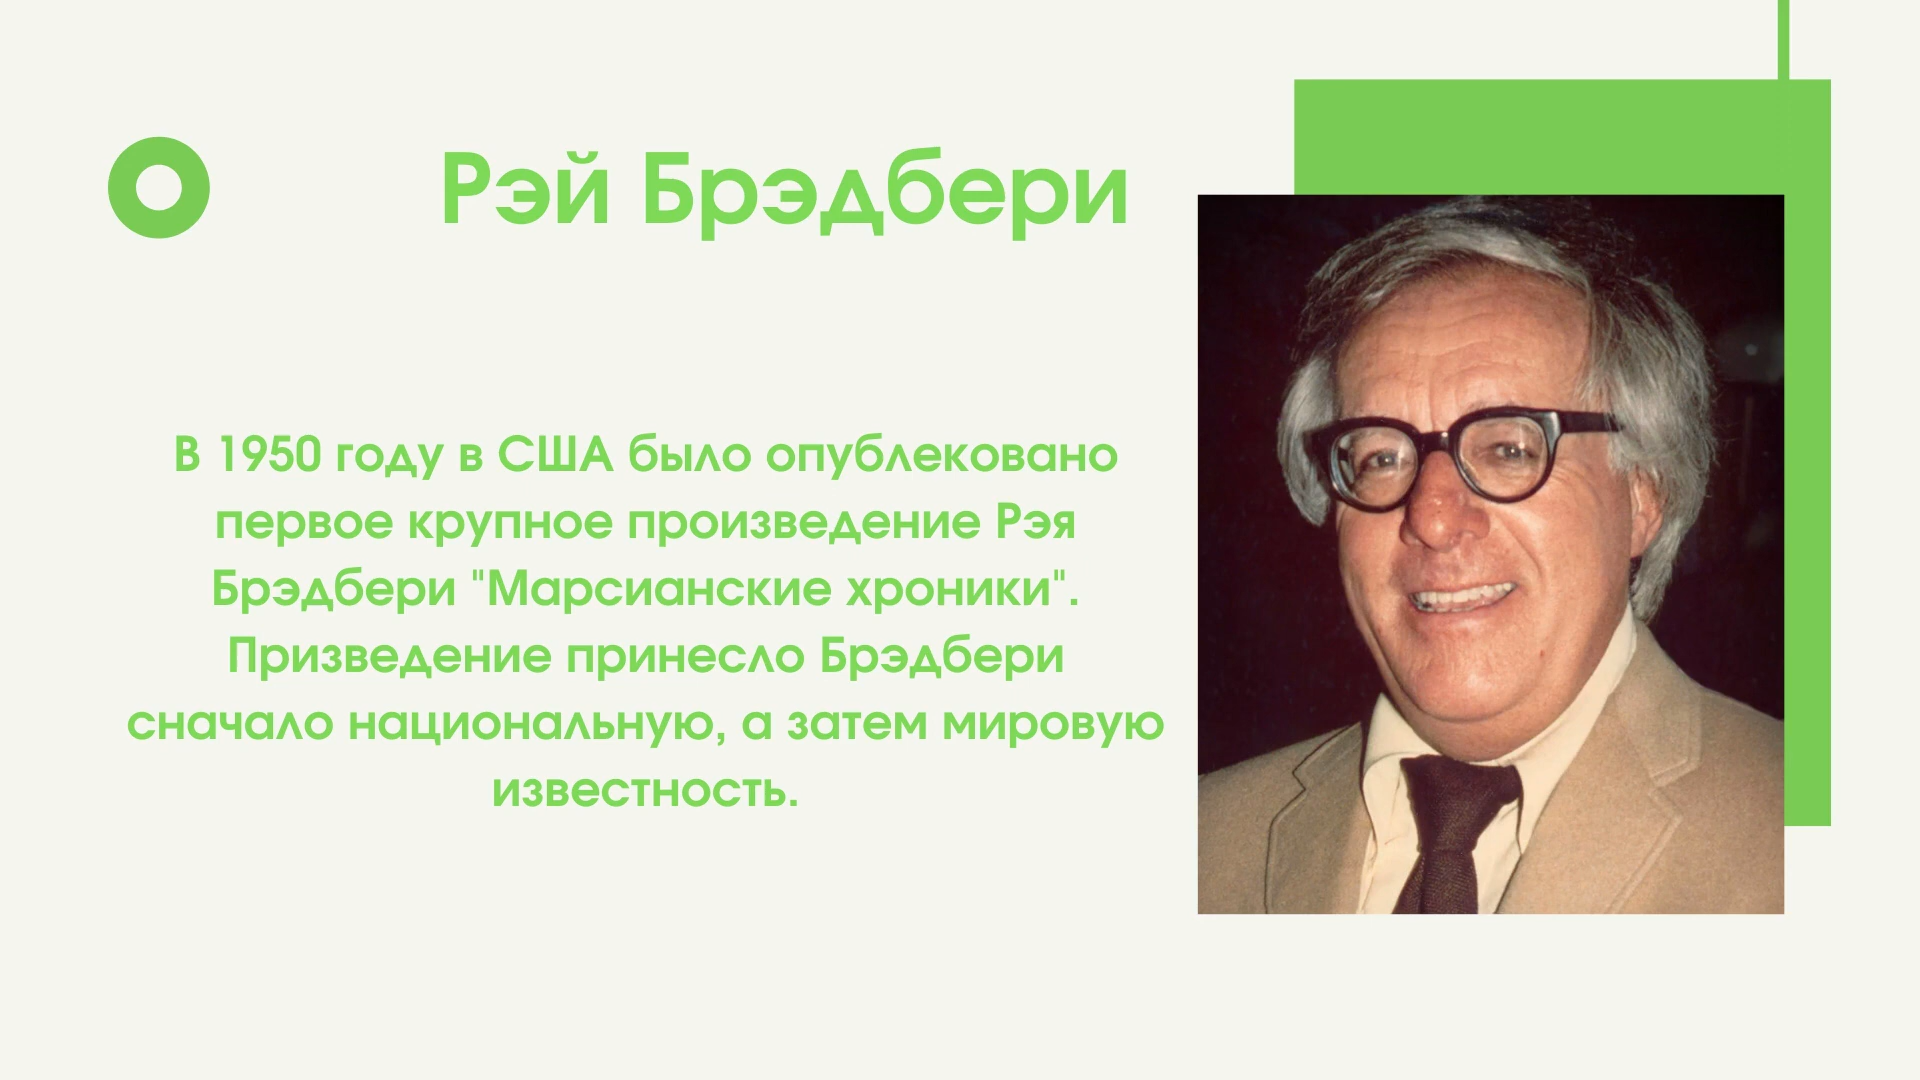 Рэй Брэдбери
В 1950 году в США было опублековано
первое крупное произведение Рэя
Брэдбери "Марсианские хроники".
Призведение принесло Брэдбери
сначало национальную, а затем мировую
известность.